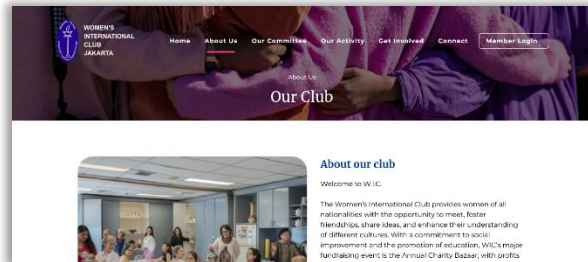 WOMEN'S
INTERNATIONAL
CLUB
JAKARTA
Home About Us Our Committee Our Activity Get Involved Connect Member Login
About Us
Our Club
About our club
Welcome to W.I.C.
The Women's International Club provides women of all
nationalities with the opportunity to meet, foster
friendships, share ideas, and enhance their understanding
of different cultures. With a commitment to social
improvement and the promotion of education, WIC's major
fundraising event is the Annual Charity Bazaar, with profits